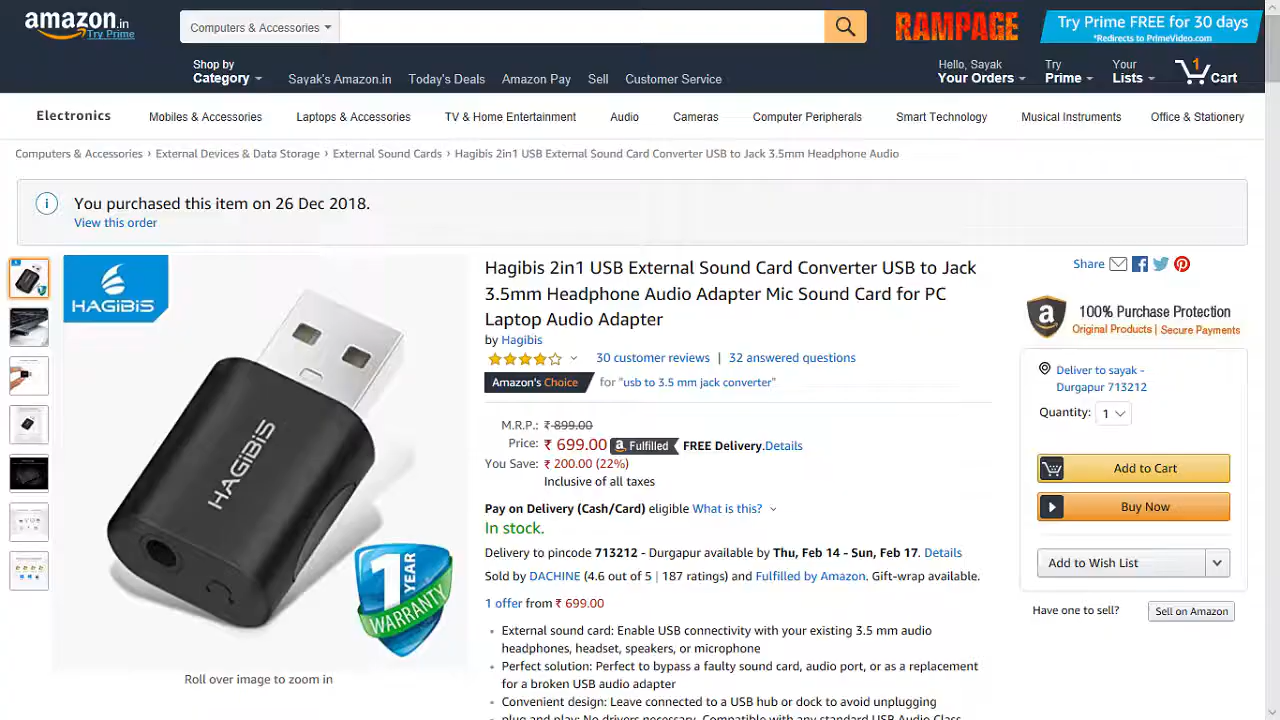 amazon.in
Try Prime
Computers & Accessories
RAMPAGE
Try Prime FREE for 30 days
*Redirects to PrimeVideo.com
Shop by
Category
Sayak's Amazon.in
Today's Deals
Amazon Pay
Sell
Customer Service
Hello, Sayak
Your Orders
Try
Prime
Your
Lists
1
Cart
Electronics
Mobiles & Accessories
Laptops & Accessories
TV & Home Entertainment
Audio
Cameras
Computer Peripherals
Smart Technology
Musical Instruments
Office & Stationery
Computers & Accessories › External Devices & Data Storage › External Sound Cards › Hagibis 2in1 USB External Sound Card Converter USB to Jack 3.5mm Headphone Audio
You purchased this item on 26 Dec 2018.
View this order
HAGIBIS
HAGIBIS
1 YEAR
WARRANTY
Roll over image to zoom in
Hagibis 2in1 USB External Sound Card Converter USB to Jack
3.5mm Headphone Audio Adapter Mic Sound Card for PC
Laptop Audio Adapter
by Hagibis
30 customer reviews | 32 answered questions
Amazon's Choice for "usb to 3.5 mm jack converter"
M.R.P.: ₹ 899.00
Price: ₹ 699.00 a Fulfilled FREE Delivery.Details
You Save: ₹ 200.00 (22%)
Inclusive of all taxes
Pay on Delivery (Cash/Card) eligible What is this?
In stock.
Delivery to pincode 713212 - Durgapur available by Thu, Feb 14 - Sun, Feb 17. Details
Sold by DACHINE (4.6 out of 5 | 187 ratings) and Fulfilled by Amazon. Gift-wrap available.
1 offer from ₹ 699.00
• External sound card: Enable USB connectivity with your existing 3.5 mm audio
headphones, headset, speakers, or microphone
• Perfect solution: Perfect to bypass a faulty sound card, audio port, or as a replacement
for a broken USB audio adapter
• Convenient design: Leave connected to a USB hub or dock to avoid unplugging
• plug and play: No drivers necessary. Compatible with any standard USB Audio Class
Share
a
100% Purchase Protection
Original Products | Secure Payments
Deliver to sayak -
Durgapur 713212
Quantity: 1
Add to Cart
Buy Now
Add to Wish List
Have one to sell?
Sell on Amazon